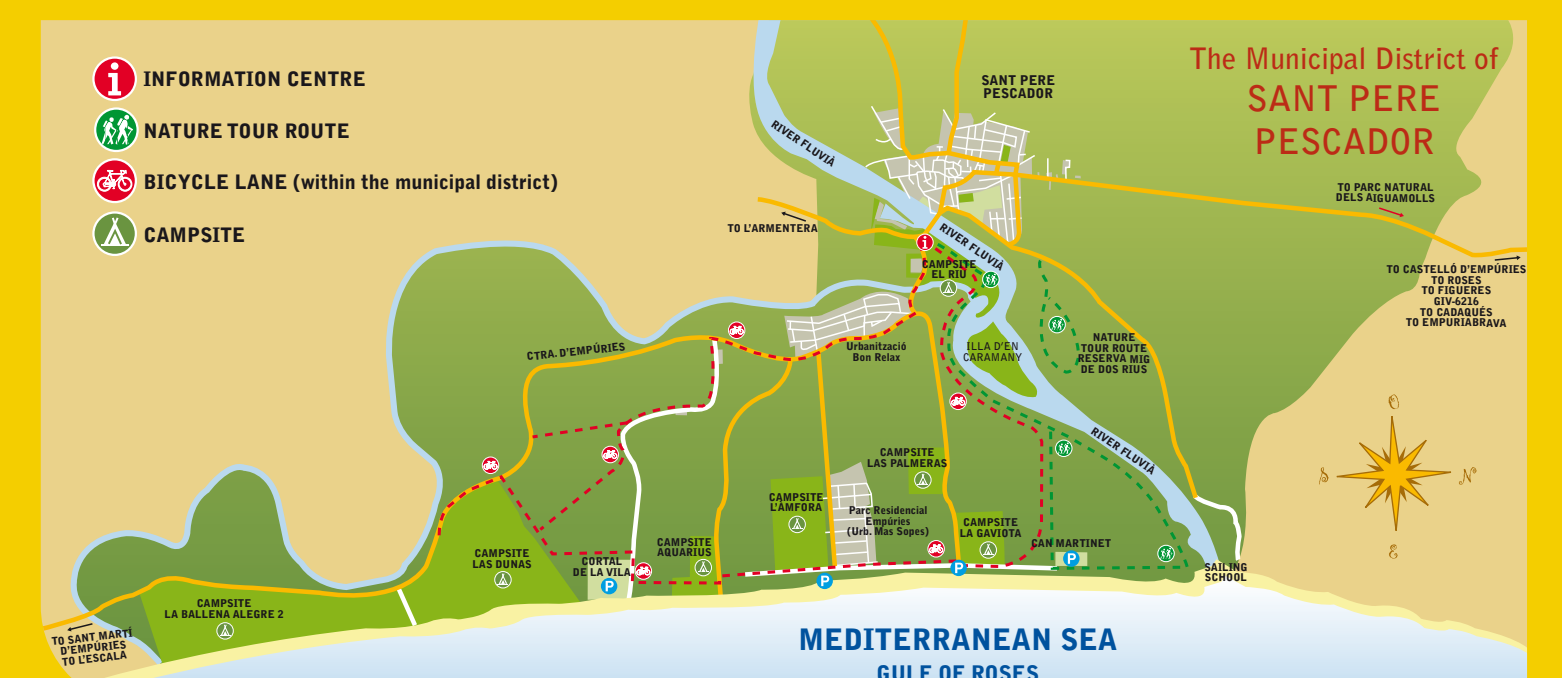 INFORMATION CENTRE
NATURE TOUR ROUTE
BICYCLE LANE (within the municipal district)
CAMPSITE
The Municipal District of
SANT PERE
PESCADOR
SANT PERE
PESCADOR
RIVER FLUVIÀ
TO PARC NATURAL
DELS AIGUAMOLLS
TO L'ARMENTERA
RIVER FLUVIÀ
CAMPSITE
EL RIU
TO CASTELLÓ D'EMPÚRIES
TO ROSES
TO FIGUERES
GIV-6216
TO CADAQUÉS
TO EMPURIABRAVA
CTRA. D'EMPÚRIES
Urbanització
Bon Relax
ILLA D'EN
CARAMANY
NATURE
TOUR ROUTE
RESERVA MIG
DE DOS RIUS
RIVER FLUVIÀ
O
S
N
E
CAMPSITE
LAS PALMERAS
CAMPSITE
L'ÀMFORA
Parc Residencial
Empúries
(Urb. Mas Sopes)
CAMPSITE
LA GAVIOTA
CAN MARTINET
P
CAMPSITE
AQUARIUS
CAMPSITE
LAS DUNAS
CORTAL
DE LA VILA
P
P
P
SAILING
SCHOOL
CAMPSITE
LA BALLENA ALEGRE 2
TO SANT MARTÍ
D'EMPÚRIES
TO L'ESCALA
MEDITERRANEAN SEA
GULF OF ROSES